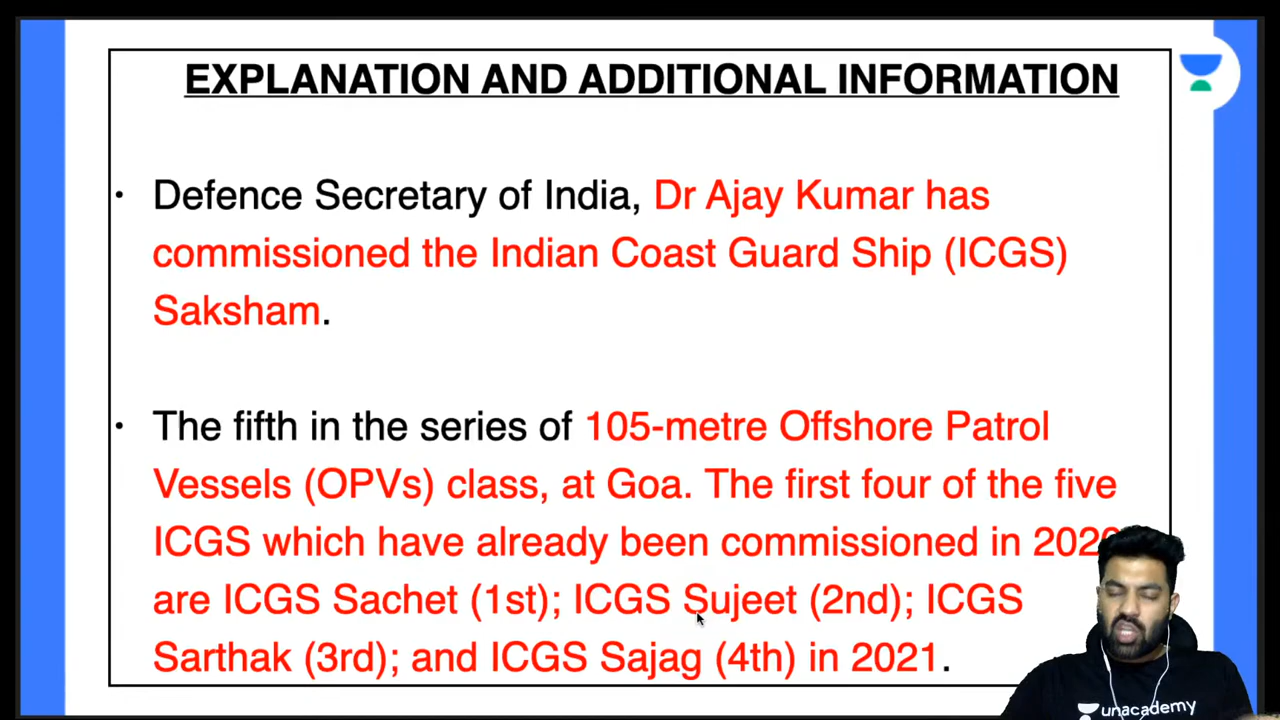 EXPLANATION AND ADDITIONAL INFORMATION
• Defence Secretary of India, Dr Ajay Kumar has
commissioned the Indian Coast Guard Ship (ICGS)
Saksham.
• The fifth in the series of 105-metre Offshore Patrol
Vessels (OPVs) class, at Goa. The first four of the five
ICGS which have already been commissioned in 2020
are ICGS Sachet (1st); ICGS Sujeet (2nd); ICGS
Sarthak (3rd); and ICGS Sajag (4th) in 2021.
unacademy